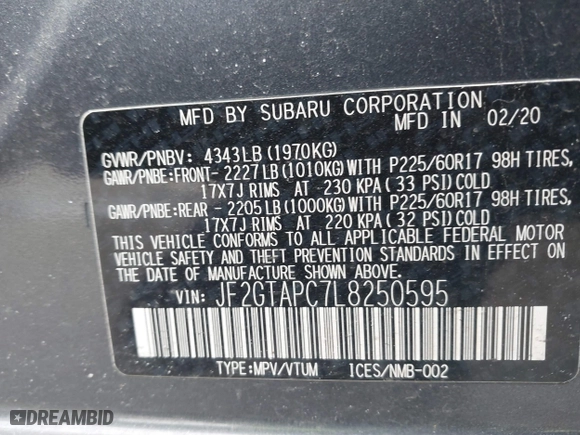 MFD BY SUBARU CORPORATION
MFD IN 02/20
GVWR/PNBV: 4343LB (1970KG)
GAWR/PNBE:FRONT- 2227LB (1010KG) WITH P225/60R17 98H TIRES,
17X7J RIMS AT 230 KPA (33 PSI) COLD
GAWR/PNBE:REAR - 2205LB (1000KG) WITH P225/60R17 98H TIRES,
17X7J RIMS AT 220 KPA (32 PSI) COLD
THIS VEHICLE CONFORMS TO ALL APPLICABLE FEDERAL MOTOR
VEHICLE SAFETY AND THEFT PREVENTION STANDARDS IN EFFECT ON
THE DATE OF MANUFACTURE SHOWN ABOVE
VIN: JF2GTAPC7L8250595
TYPE:MPV/VTUM ICES/NMB-002
DREAMBID